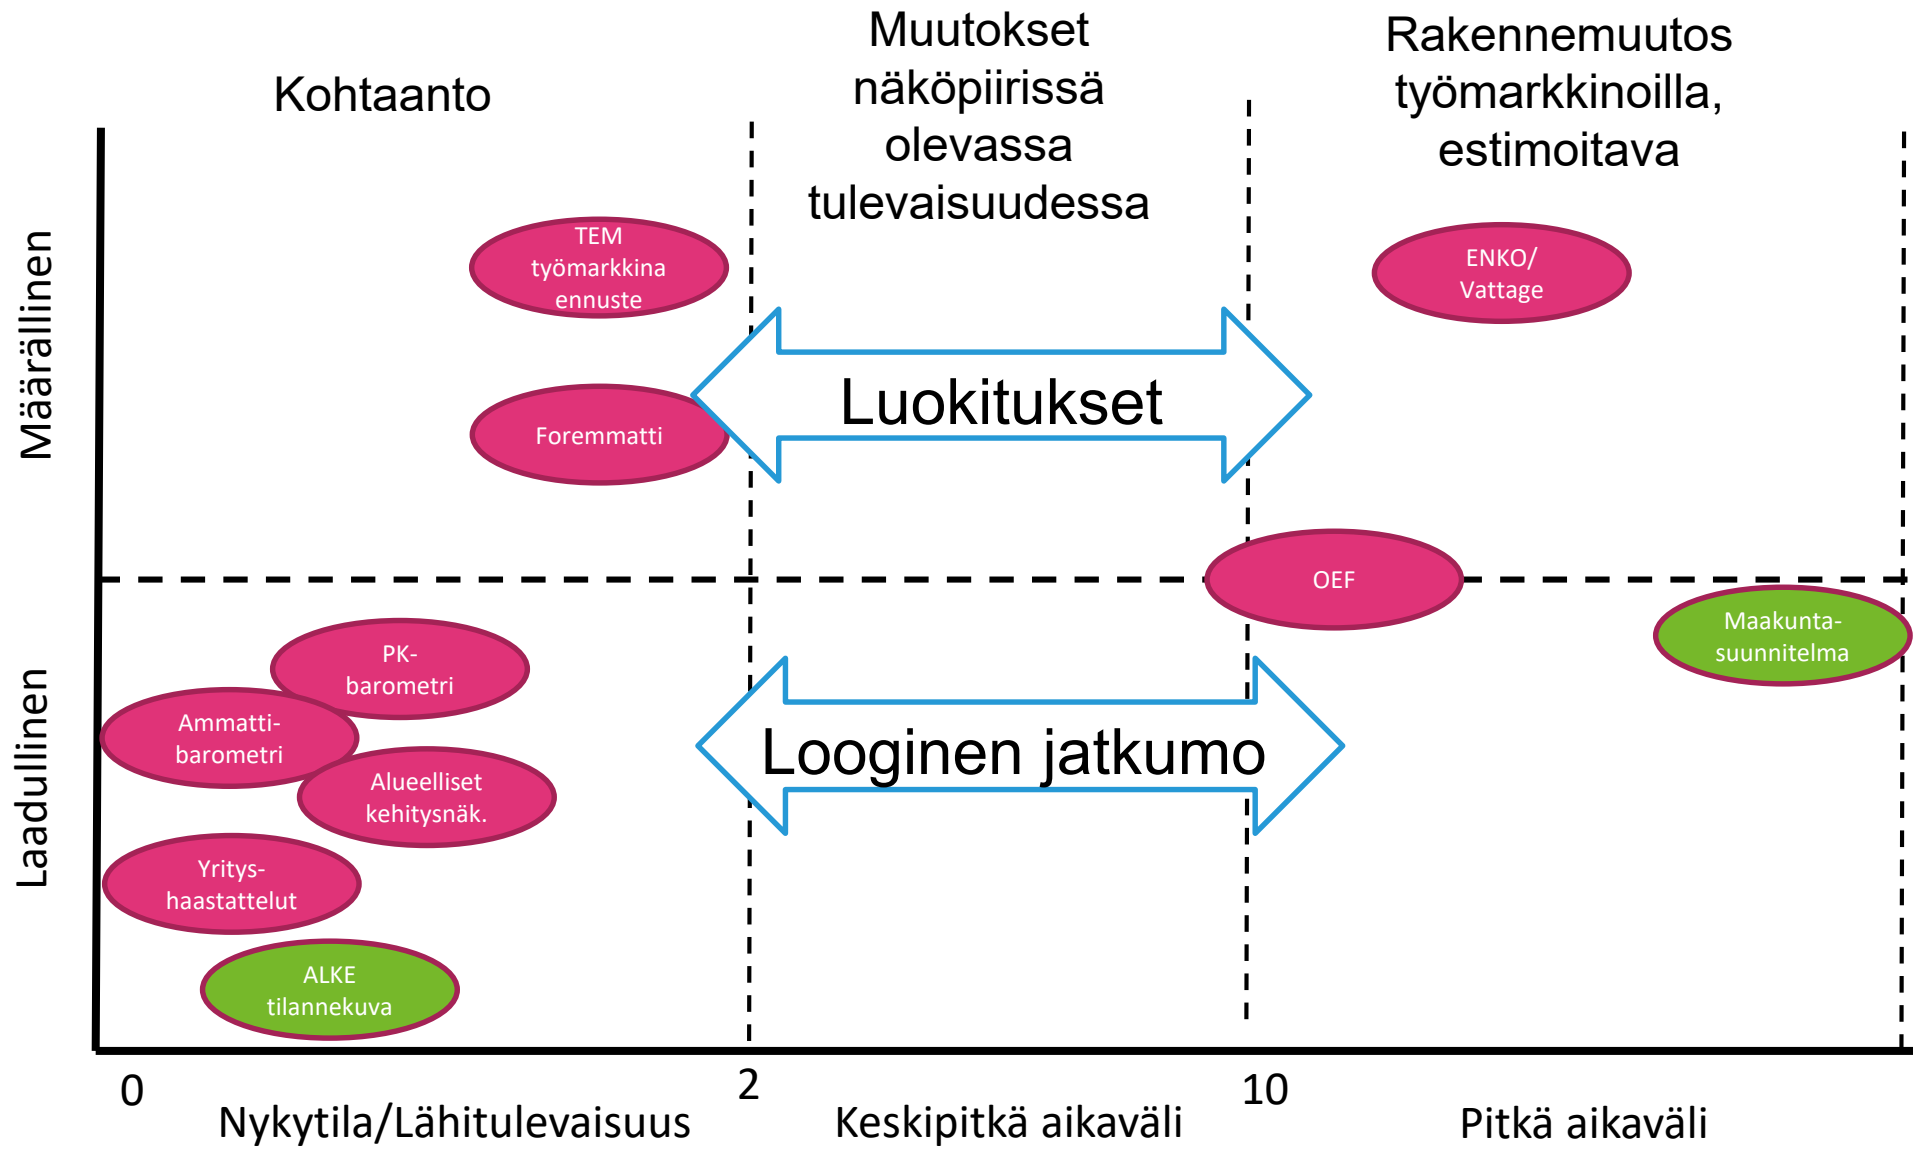 Kohtaanto
Muutokset
näköpiirissä
olevassa
tulevaisuudessa
Rakennemuutos
työmarkkinoilla,
estimoitava
Määrällinen
TEM
työmarkkina
ennuste
ENKO/
Vattage
Luokitukset
Foremmatti
OEF
Maakunta-
suunnitelma
Laadullinen
PK-
barometri
Ammatti-
barometri
Alueelliset
kehitysnäk.
Looginen jatkumo
Yritys-
haastattelut
ALKE
tilannekuva
0
2
10
Nykytila/Lähitulevaisuus
Keskipitkä aikaväli
Pitkä aikaväli